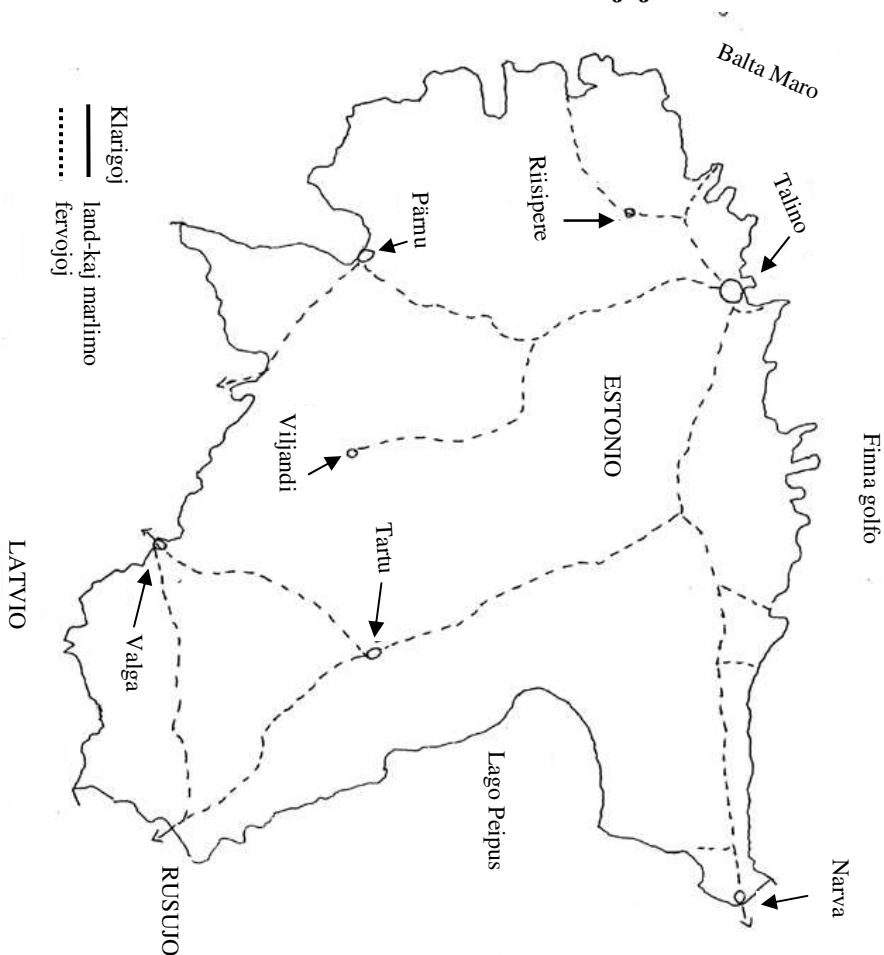 Finna golfo
Narva
Balta Maro
Talino
ESTONIO
Riisipere
Lago Peipus
Pärnu
Tartu
Viljandi
RUSUJO
Valga
Klarigoj
land-kaj marlimo
fervojoj
LATVIO